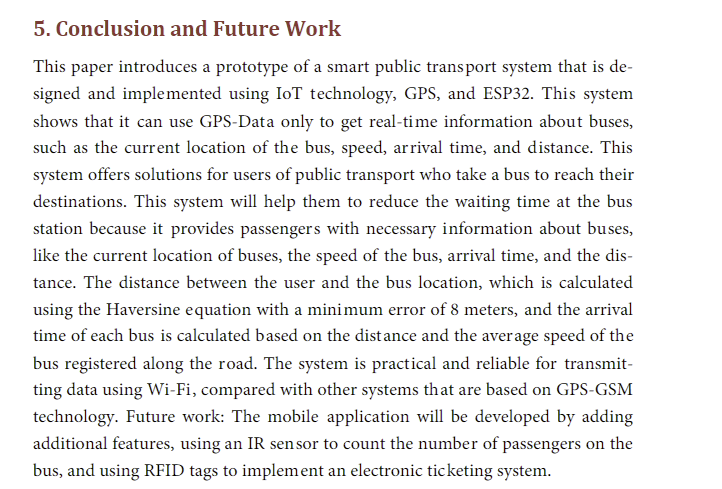 5. Conclusion and Future Work
This paper introduces a prototype of a smart public transport system that is de-
signed and implemented using IoT technology, GPS, and ESP32. This system
shows that it can use GPS-Data only to get real-time information about buses,
such as the current location of the bus, speed, arrival time, and distance. This
system offers solutions for users of public transport who take a bus to reach their
destinations. This system will help them to reduce the waiting time at the bus
station because it provides passengers with necessary information about buses,
like the current location of buses, the speed of the bus, arrival time, and the dis-
tance. The distance between the user and the bus location, which is calculated
using the Haversine equation with a minimum error of 8 meters, and the arrival
time of each bus is calculated based on the distance and the average speed of the
bus registered along the road. The system is practical and reliable for transmit-
ting data using Wi-Fi, compared with other systems that are based on GPS-GSM
technology. Future work: The mobile application will be developed by adding
additional features, using an IR sensor to count the number of passengers on the
bus, and using RFID tags to implement an electronic ticketing system.